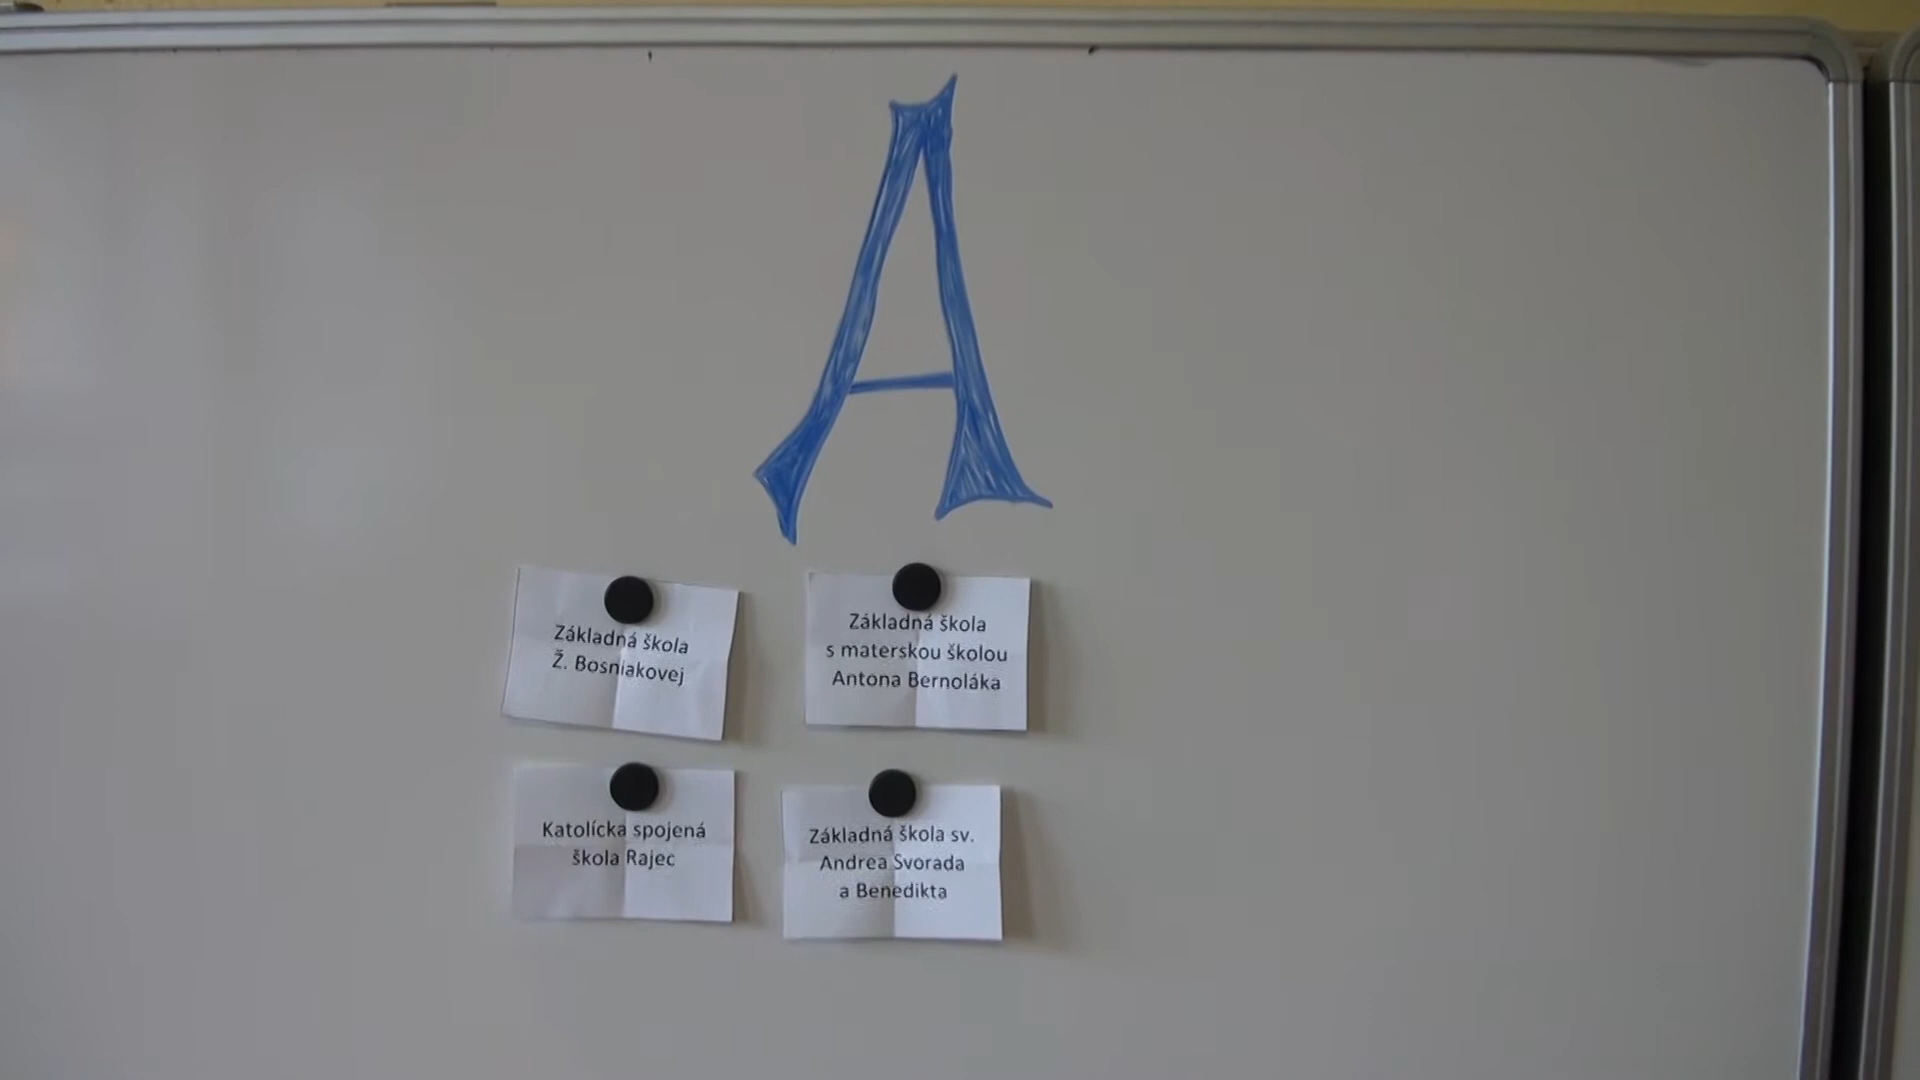 A
Základná škola
Ž. Bosniakovej
Základná škola
s materskou školou
Antona Bernoláka
Katolícka spojená
škola Rajec
Základná škola sv.
Andrea Svorada
a Benedikta